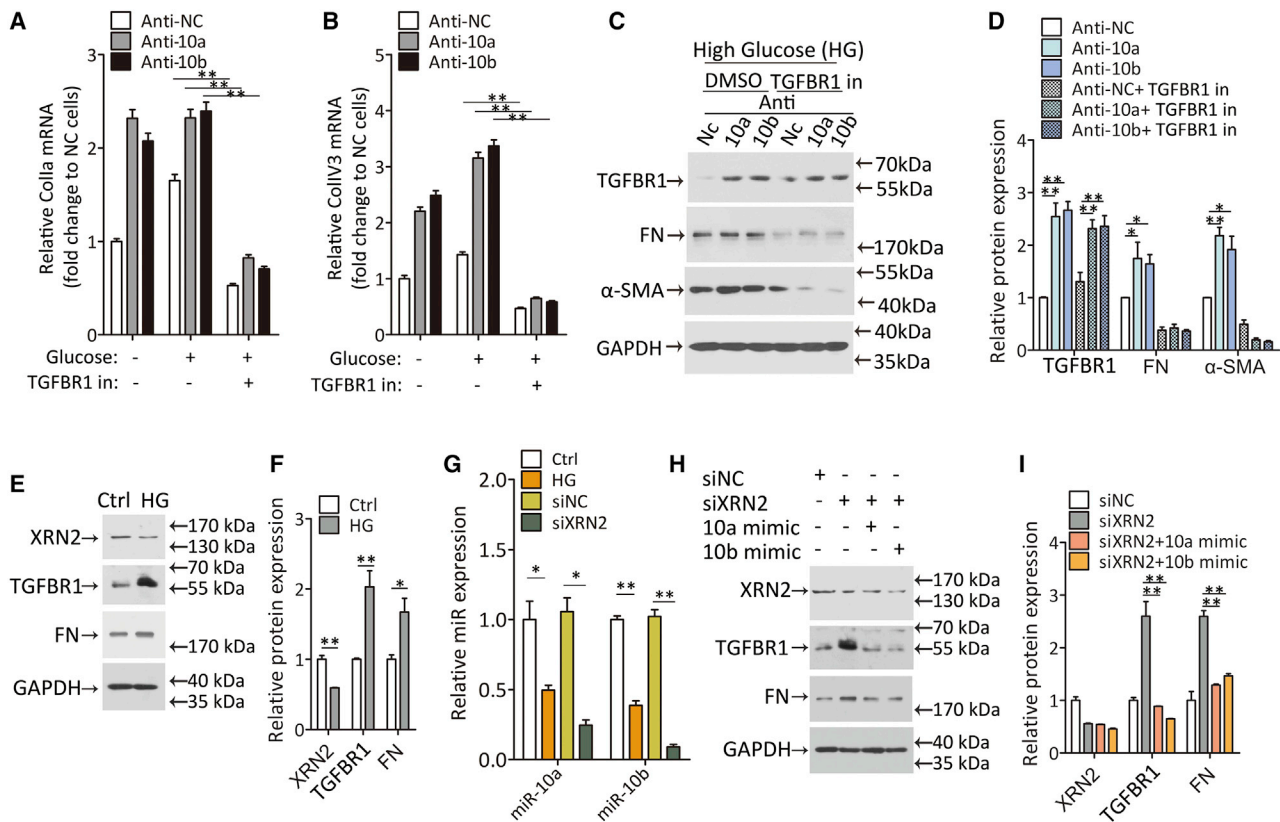 A
Anti-NC
Anti-10a
Anti-10b
Relative Colla mRNA
(fold change to NC cells)
3
2
1
0
** 
**
**
Glucose: - + +
TGFBR1 in: - - +
B
Anti-NC
Anti-10a
Anti-10b
Relative ColIV3 mRNA
(fold change to NC cells)
5
4
3
2
1
0
**
**
**
Glucose: - + +
TGFBR1 in: - - +
C
High Glucose (HG)
DMSO TGFBR1 in
Anti
Nc 10a 10b Nc 10a 10b
TGFBR1→ ←70kDa
←55kDa
FN→ ←170kDa
α-SMA→ ←55kDa
←40kDa
GAPDH→ ←40kDa
←35kDa
D
Anti-NC
Anti-10a
Anti-10b
Anti-NC+ TGFBR1 in
Anti-10a+ TGFBR1 in
Anti-10b+ TGFBR1 in
Relative protein expression
4
3
2
1
0
** ** ** ** * * * **
TGFBR1 FN α-SMA
E
Ctrl HG
XRN2→ ←170 kDa
←130 kDa
TGFBR1→ ←70 kDa
←55 kDa
FN→ ←170 kDa
GAPDH→ ←40 kDa
←35 kDa
F
Ctrl
HG
Relative protein expression
3
2
1
0
** ** *
XRN2 TGFBR1 FN
G
Ctrl
HG
siNC
siXRN2
Relative miR expression
2.0
1.5
1.0
0.5
0.0
* * ** **
miR-10a miR-10b
H
siNC + - - -
siXRN2 - + + +
10a mimic - - + -
10b mimic - - - +
XRN2→ ←170 kDa
←130 kDa
TGFBR1→ ←70 kDa
←55 kDa
FN→ ←170 kDa
GAPDH→ ←40 kDa
←35 kDa
I
siNC
siXRN2
siXRN2+10a mimic
siXRN2+10b mimic
Relative protein expression
4
3
2
1
0
** ** ** **
XRN2 TGFBR1 FN